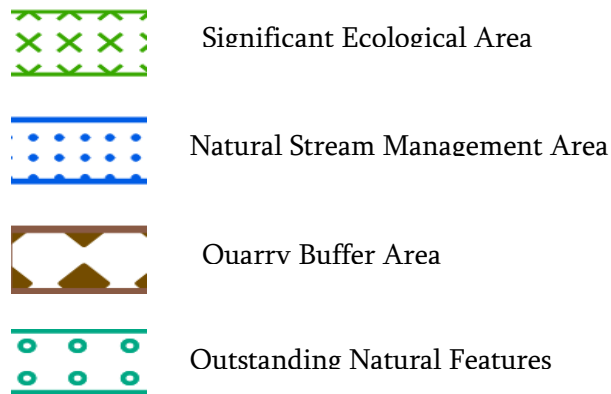 Significant Ecological Area
Natural Stream Management Area
Quarry Buffer Area
Outstanding Natural Features